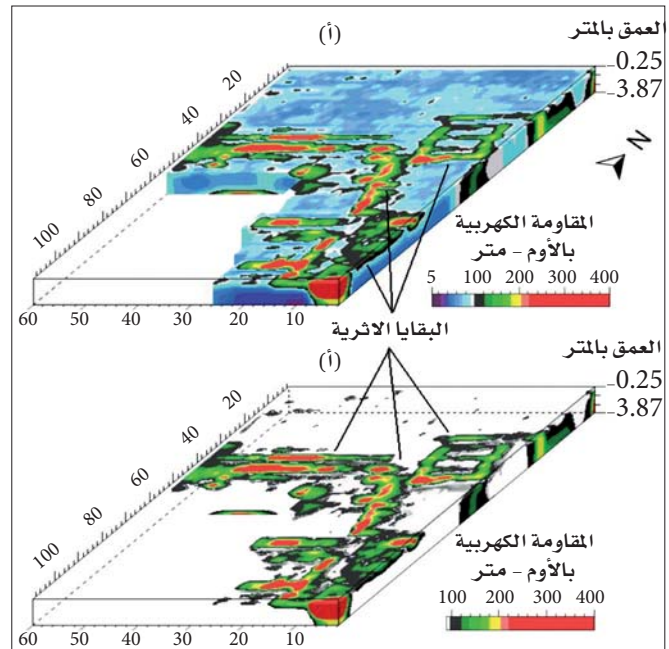 (أ)
العمق بالمتر
-0.25
-3.87
20
40
60
80
100
N
المقاومة الكهربية
بالأوم - متر
5 100 200 300 400
60 50 40 30 20 10
البقايا الاثرية
(أ)
العمق بالمتر
-0.25
-3.87
20
40
60
80
100
المقاومة الكهربية
بالأوم - متر
100 200 300 400
60 50 40 30 20 10